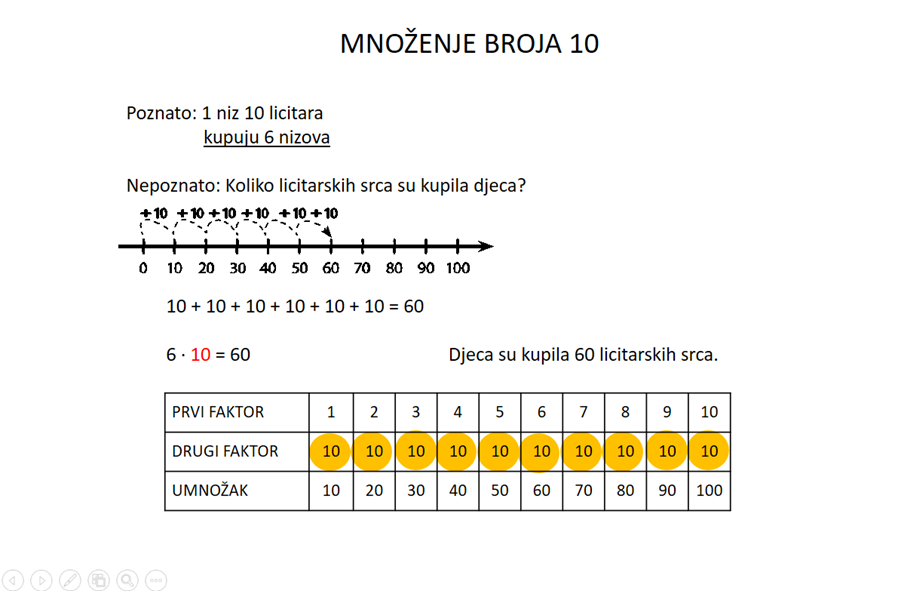 MNOŽENJE BROJA 10
Poznato: 1 niz 10 licitara
kupuju 6 nizova
Nepoznato: Koliko licitarskih srca su kupila djeca?
+10 +10 +10 +10 +10 +10
0 10 20 30 40 50 60 70 80 90 100
10 + 10 + 10 + 10 + 10 + 10 = 60
6 · 10 = 60 Djeca su kupila 60 licitarskih srca.
PRVI FAKTOR 1 2 3 4 5 6 7 8 9 10
DRUGI FAKTOR 10 10 10 10 10 10 10 10 10 10
UMNOŽAK 10 20 30 40 50 60 70 80 90 100